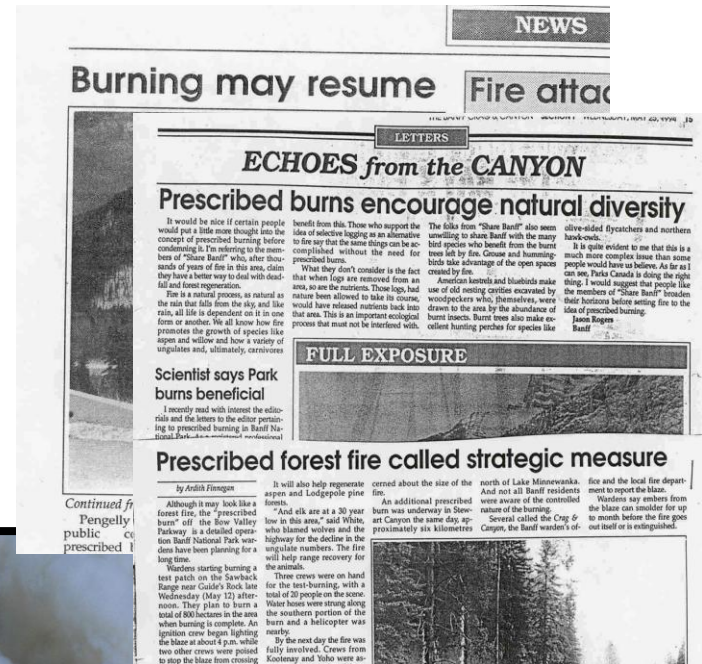 NEWS
Burning may resume
Fire attac
THE BANFF CRAG & CANYON SECTION WEDNESDAY, MAY 25, 1994 15
LETTERS
ECHOES from the CANYON
Prescribed burns encourage natural diversity
It would be nice if certain people
would put a little more thought into the
concept of prescribed burning before
condemning it. I'm referring to the mem-
bers of "Share Banff" who, after thou-
sands of years of fire in this area, claim
they have a better way to deal with dead-
fall and forest regeneration.
Fire is a natural process, as natural as
the rain that falls from the sky, and like
rain, all life is dependent on it in one
form or another. We all know how fire
promotes the growth of species like
aspen and willow and how a variety of
ungulates and, ultimately, carnivores
benefit from this. Those who support the
idea of selective logging as an alternative
to fire say that the same things can be ac-
complished without the need for
prescribed burns.
What they don't consider is the fact
that when logs are removed from an
area, so are the nutrients. Those logs, had
nature been allowed to take its course,
would have released nutrients back into
that area. This is an important ecological
process that must not be interfered with.
The folks from "Share Banff" also seem
unwilling to share Banff with the many
bird species who benefit from the burnt
trees left by fire. Grouse and humming-
birds take advantage of the open spaces
created by fire.
American kestrels and bluebirds make
use of old nesting cavities excavated by
woodpeckers who, themselves, were
drawn to the area by the abundance of
burnt insects. Burnt trees also make ex-
cellent hunting perches for species like
olive-sided flycatchers and northern
hawk-owls.
It is quite evident to me that this is a
much more complex issue than some
people would have us believe. As far as I
can see, Parks Canada is doing the right
thing. I would suggest that people like
the members of "Share Banff" broaden
their horizons before setting fire to the
idea of prescribed burning.
Jason Rogers
Banff
FULL EXPOSURE
Scientist says Park
burns beneficial
I recently read with interest the edito-
rials and the letters to the editor pertain-
ing to prescribed burning in Banff Na-
tional Park. As a registered professional
Prescribed forest fire called strategic measure
by Ardith Finnegan
Although it may look like a
forest fire, the "prescribed
burn" off the Bow Valley
Parkway is a detailed opera-
tion Banff National Park war-
dens have been planning for a
long time.
Wardens starting burning a
test patch on the Sawback
Range near Guide's Rock late
Wednesday (May 12) after-
noon. They plan to burn a
total of 800 hectares in the area
when burning is complete. An
ignition crew began lighting
the blaze at about 4 p.m. while
two other crews were poised
to stop the blaze from crossing
It will also help regenerate
aspen and Lodgepole pine
forests.
"And elk are at a 30 year
low in this area," said White,
who blamed wolves and the
highway for the decline in the
ungulate numbers. The fire
will help range recovery for
the animals.
Three crews were on hand
for the test-burning, with a
total of 20 people on the scene.
Water hoses were strung along
the southern portion of the
burn and a helicopter was
nearby.
By the next day the fire was
fully involved. Crews from
Kootenay and Yoho were as-
cerned about the size of the
fire.
An additional prescribed
burn was underway in Stew-
art Canyon the same day, ap-
proximately six kilometres
north of Lake Minnewanka.
And not all Banff residents
were aware of the controlled
nature of the burning.
Several called the Crag &
Canyon, the Banff warden's of-
fice and the local fire depart-
ment to report the blaze.
Wardens say embers from
the blaze can smolder for up
to month before the fire goes
out itself or is extinguished.
Continued fr
Pengelly
public
prescribed